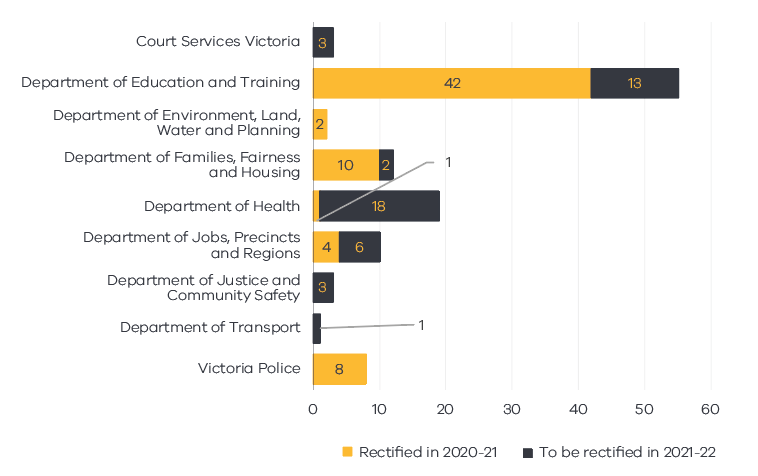 Court Services Victoria
3
Department of Education and Training
42
13
Department of Environment, Land,
Water and Planning
2
Department of Families, Fairness
and Housing
10
2
1
Department of Health
18
Department of Jobs, Precincts
and Regions
4
6
Department of Justice and
Community Safety
3
Department of Transport
1
Victoria Police
8
0 10 20 30 40 50 60
Rectified in 2020-21 To be rectified in 2021-22